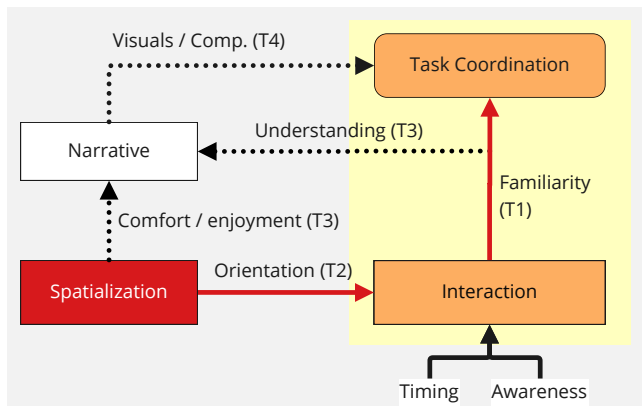 Visuals / Comp. (T4)
Task Coordination
Understanding (T3)
Narrative
Familiarity
(T1)
Comfort / enjoyment (T3)
Orientation (T2)
Spatialization
Interaction
Timing
Awareness